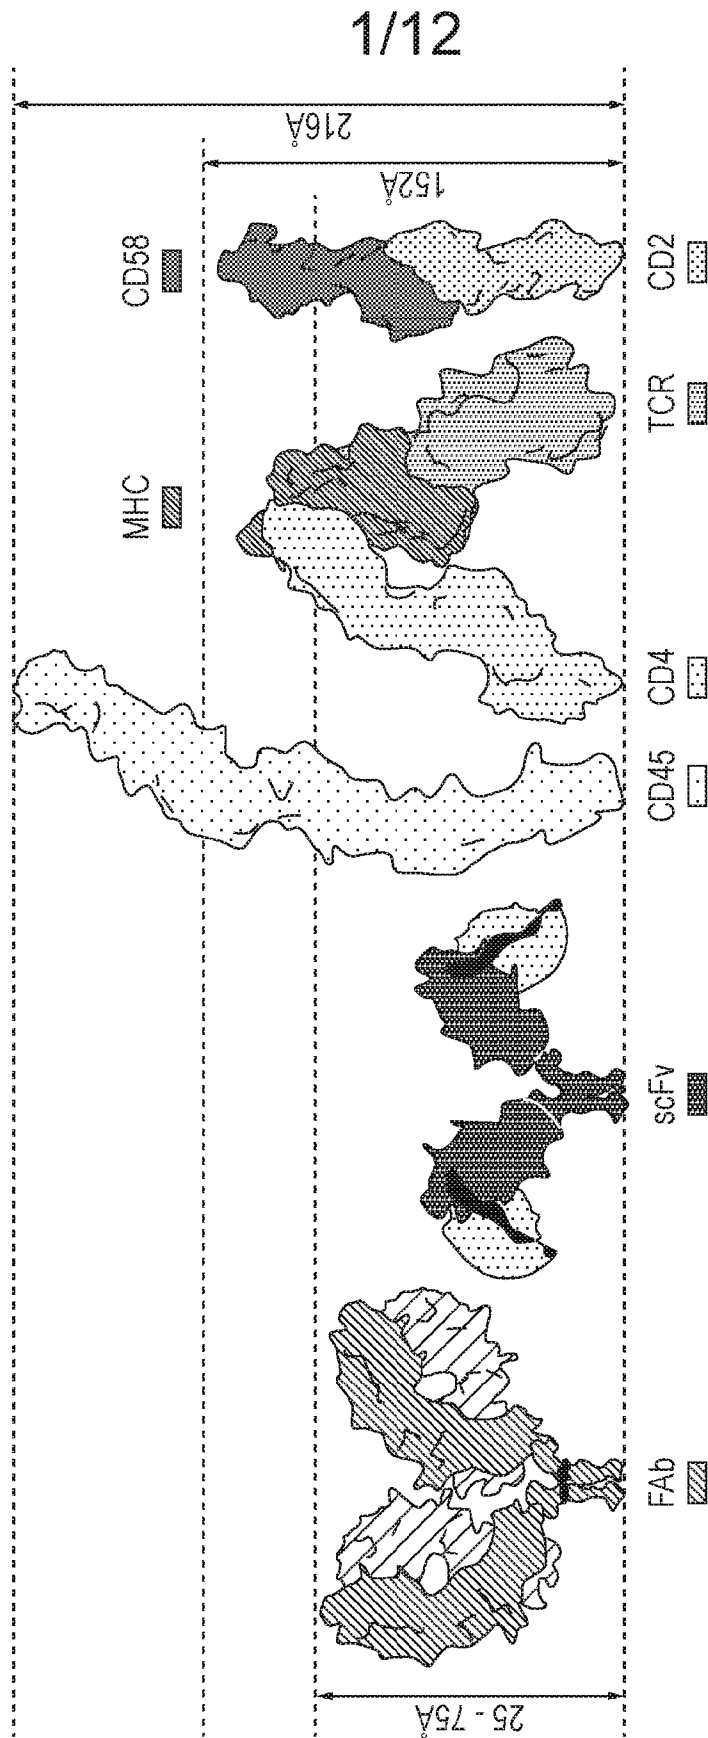 1/12
216Å
152Å
CD58
CD2
TCR
MHC
CD4
CD45
scFv
FAb
25 - 75Å